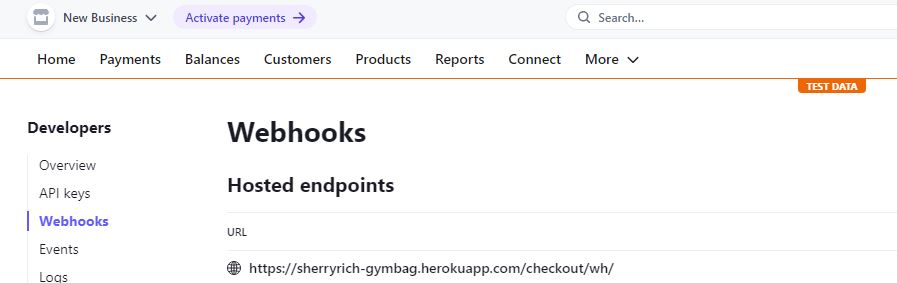 New Business
Activate payments
Search...
Home Payments Balances Customers Products Reports Connect More
TEST DATA
Developers
Webhooks
Overview
Hosted endpoints
API keys
Webhooks
URL
Events
https://sherryrich-gymbag.herokuapp.com/checkout/wh/
Logs